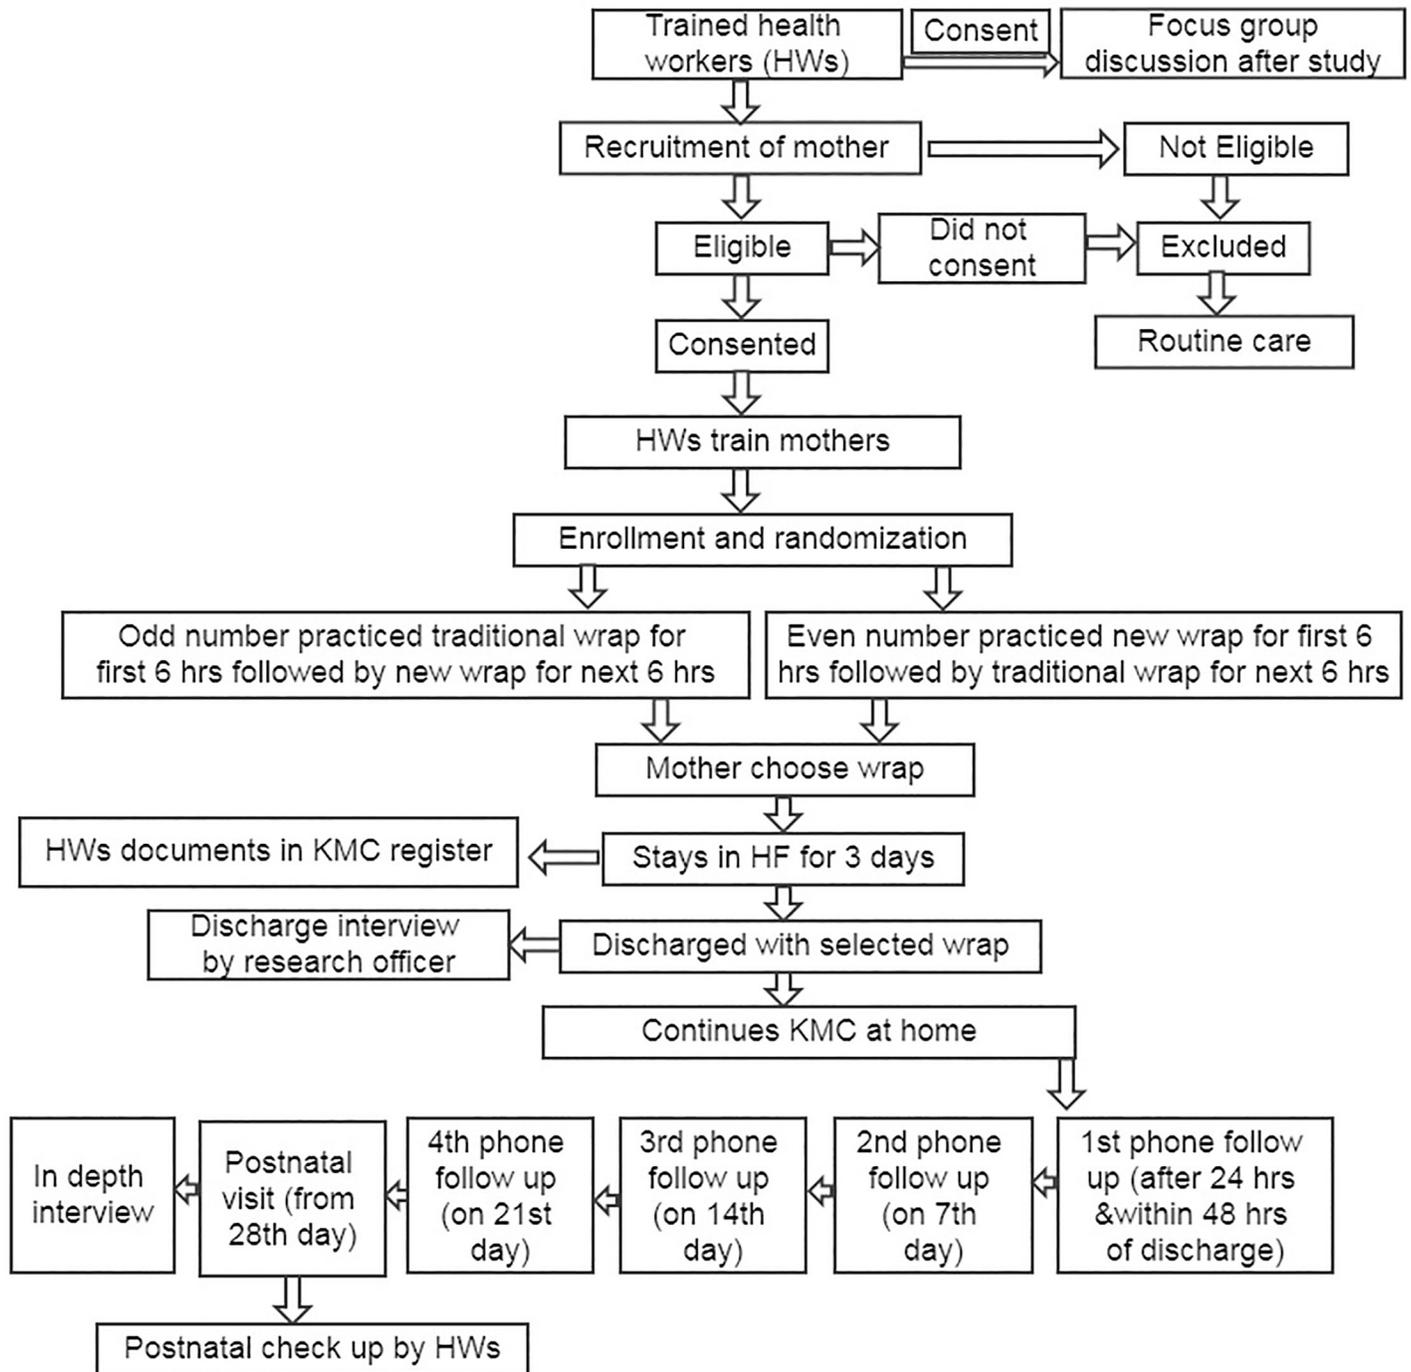 Trained health
workers (HWs)
Consent
Focus group
discussion after study
Recruitment of mother
Not Eligible
Eligible
Did not
consent
Excluded
Consented
Routine care
HWs train mothers
Enrollment and randomization
Odd number practiced traditional wrap for
first 6 hrs followed by new wrap for next 6 hrs
Even number practiced new wrap for first 6
hrs followed by traditional wrap for next 6 hrs
Mother choose wrap
HWs documents in KMC register
Stays in HF for 3 days
Discharge interview
by research officer
Discharged with selected wrap
Continues KMC at home
1st phone follow
up (after 24 hrs
&within 48 hrs
of discharge)
2nd phone
follow up
(on 7th
day)
3rd phone
follow up
(on 14th
day)
4th phone
follow up
(on 21st
day)
Postnatal
visit (from
28th day)
In depth
interview
Postnatal check up by HWs